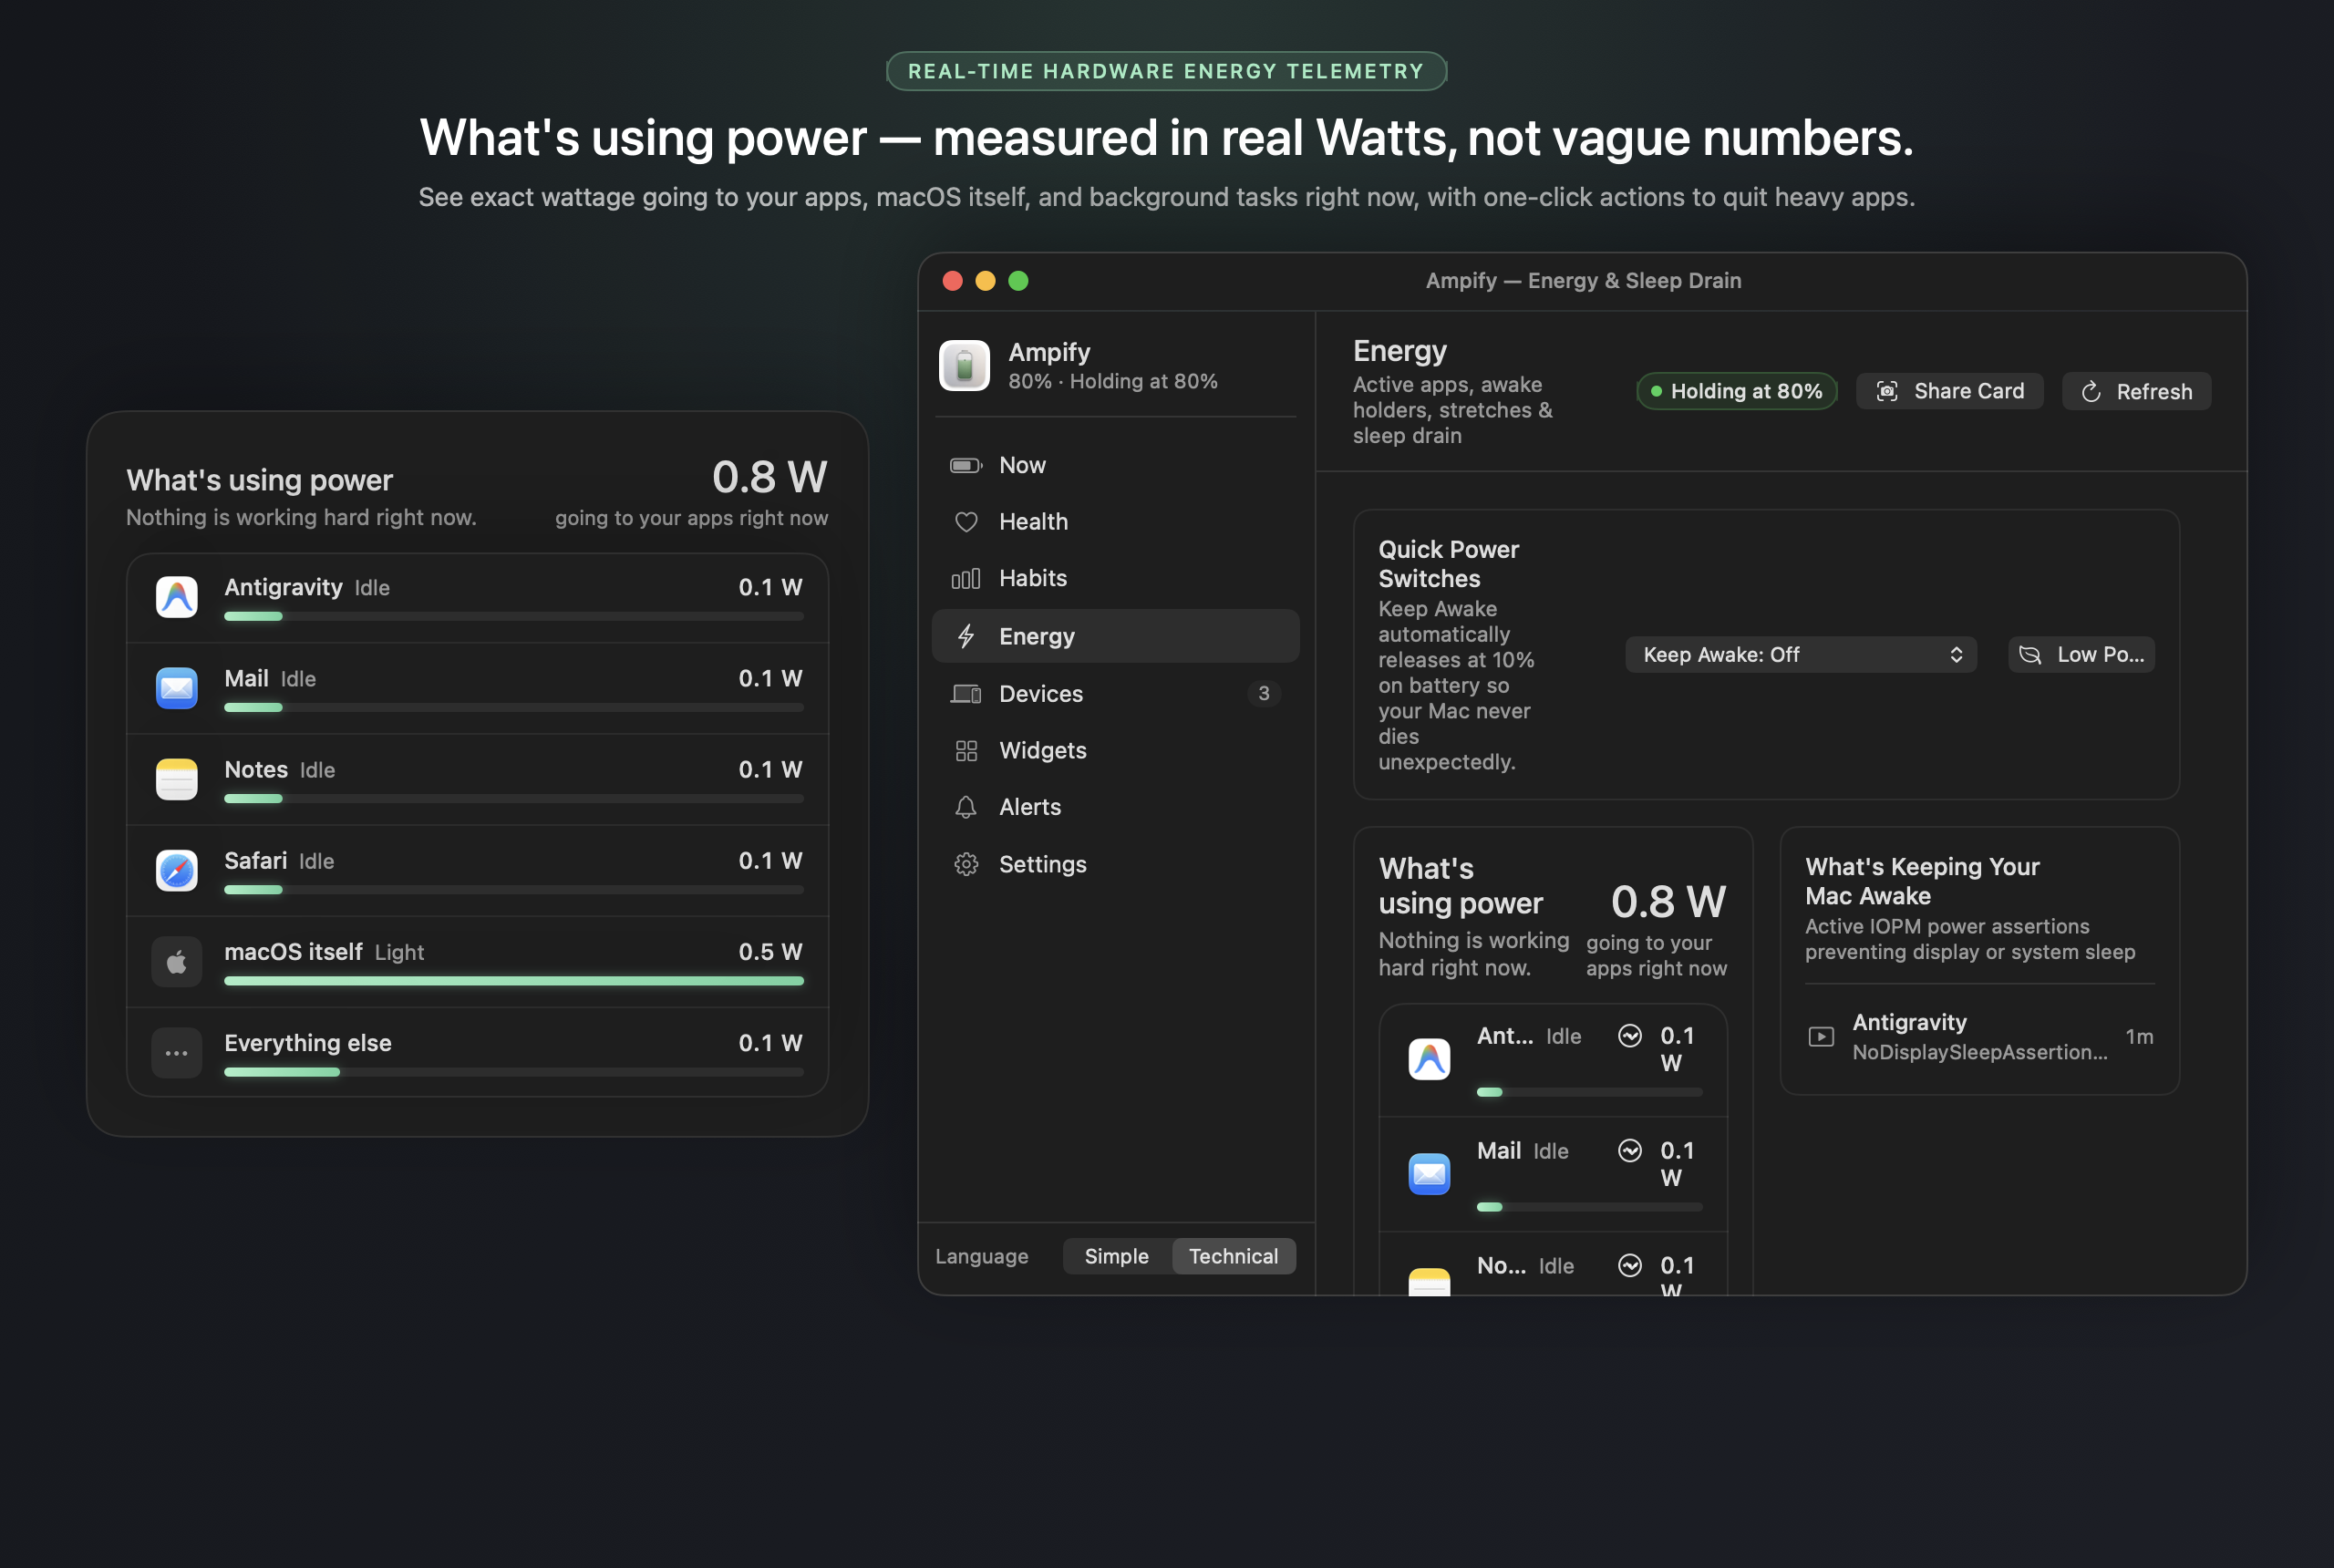 REAL-TIME HARDWARE ENERGY TELEMETRY
What's using power — measured in real Watts, not vague numbers.
See exact wattage going to your apps, macOS itself, and background tasks right now, with one-click actions to quit heavy apps.
What's using power
0.8 W
Nothing is working hard right now.
going to your apps right now
Antigravity Idle
0.1 W
Mail Idle
0.1 W
Notes Idle
0.1 W
Safari Idle
0.1 W
macOS itself Light
0.5 W
Everything else
0.1 W
Ampify — Energy & Sleep Drain
Ampify
80% · Holding at 80%
Now
Health
Habits
Energy
Devices
3
Widgets
Alerts
Settings
Language
Simple
Technical
Energy
Active apps, awake
holders, stretches &
sleep drain
Holding at 80%
Share Card
Refresh
Quick Power
Switches
Keep Awake
automatically
releases at 10%
on battery so
your Mac never
dies
unexpectedly.
Keep Awake: Off
Low Po...
What's
using power
0.8 W
Nothing is working
hard right now.
going to your
apps right now
Ant... Idle
0.1
W
Mail Idle
0.1
W
No... Idle
0.1
W
What's Keeping Your
Mac Awake
Active IOPM power assertions
preventing display or system sleep
Antigravity
NoDisplaySleepAssertion...
1m